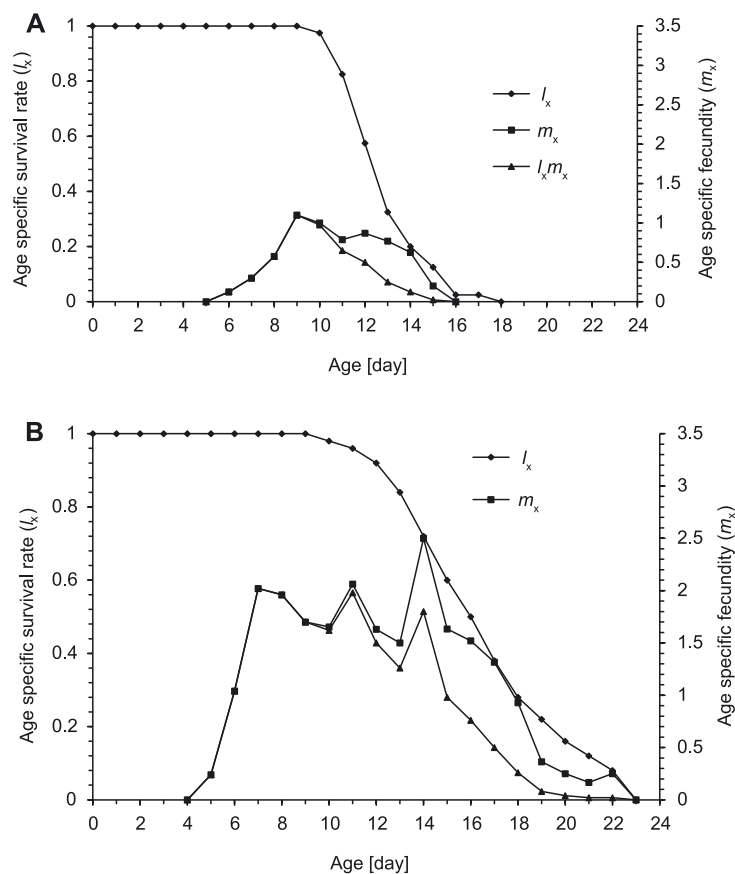 A
Age specific survival rate (lx)
1
0.8
0.6
0.4
0.2
0
3.5
3
2.5
2
1.5
1
0.5
0
Age specific fecundity (mx)
lx
mx
lxmx
0 2 4 6 8 10 12 14 16 18 20 22 24
Age [day]
B
Age specific survival rate (lx)
1
0.8
0.6
0.4
0.2
0
3.5
3
2.5
2
1.5
1
0.5
0
Age specific fecundity (mx)
lx
mx
0 2 4 6 8 10 12 14 16 18 20 22 24
Age [day]